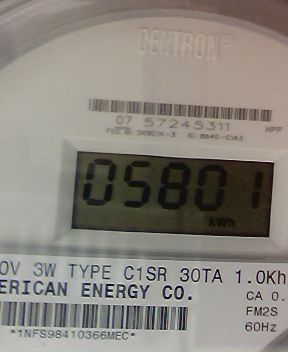 CENTRON®
07 57245311
HPP
05801
kWh
0V 3W TYPE C1SR 30TA 1.0Kh
ERICAN ENERGY CO.
CA 0.
FM2S
60Hz
*1NFS98410366MEC*